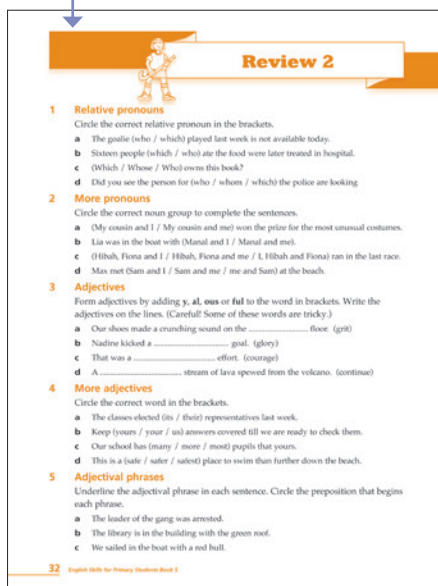 Review 2
1 Relative pronouns
Circle the correct relative pronoun in the brackets.
a The goalie (who / which) played last week is not available today.
b Sixteen people (which / who) ate the food were later treated in hospital.
c (Which / Whose / Who) owns this book?
d Did you see the person for (who / whom / which) the police are looking
2 More pronouns
Circle the correct noun group to complete the sentences.
a (My cousin and I / My cousin and me) won the prize for the most unusual costumes.
b Lia was in the boat with (Manal and I / Manal and me).
c (Hibah, Fiona and I / Hibah, Fiona and me / I, Hibah and Fiona) ran in the last race.
d Max met (Sam and I / Sam and me / me and Sam) at the beach.
3 Adjectives
Form adjectives by adding y, al, ous or ful to the word in brackets. Write the
adjectives on the lines. (Careful! Some of these words are tricky.)
a Our shoes made a crunching sound on the .......................... floor. (grit)
b Nadine kicked a .................................. goal. (glory)
c That was a .................................... effort. (courage)
d A .................................... stream of lava spewed from the volcano. (continue)
4 More adjectives
Circle the correct word in the brackets.
a The classes elected (its / their) representatives last week.
b Keep (yours / your / us) answers covered till we are ready to check them.
c Our school has (many / more / most) pupils that yours.
d This is a (safe / safer / safest) place to swim than further down the beach.
5 Adjectival phrases
Underline the adjectival phrase in each sentence. Circle the preposition that begins
each phrase.
a The leader of the gang was arrested.
b The library is in the building with the green roof.
c We sailed in the boat with a red hull.
32 English Skills for Primary Students Book 5